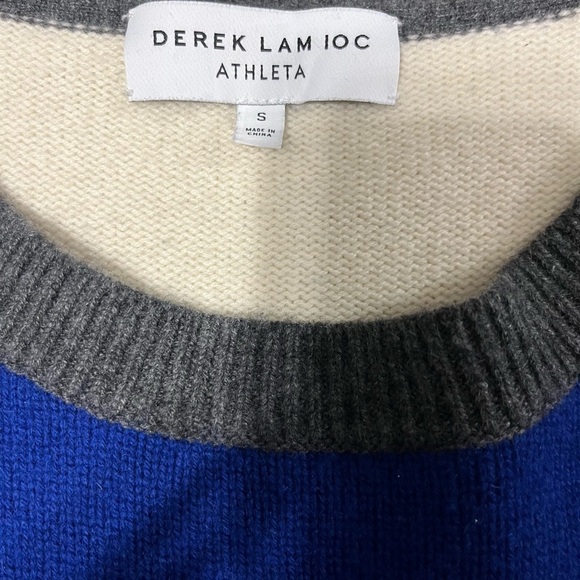 DEREK LAM 10C
ATHLETA
S
MADE IN
CHINA